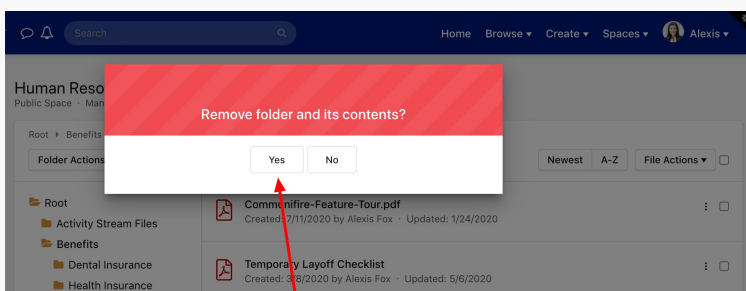 Search
Home Browse Create Spaces Alexis
Human Reso
Public Space · Man
Remove folder and its contents?
Root Benefits
Folder Actions
Yes No
Newest A-Z File Actions
Root
Activity Stream Files
Benefits
Dental Insurance
Health Insurance
Communifire-Feature-Tour.pdf
Created: 7/11/2020 by Alexis Fox · Updated: 1/24/2020
Temporary Layoff Checklist
Created: 3/8/2020 by Alexis Fox · Updated: 5/6/2020